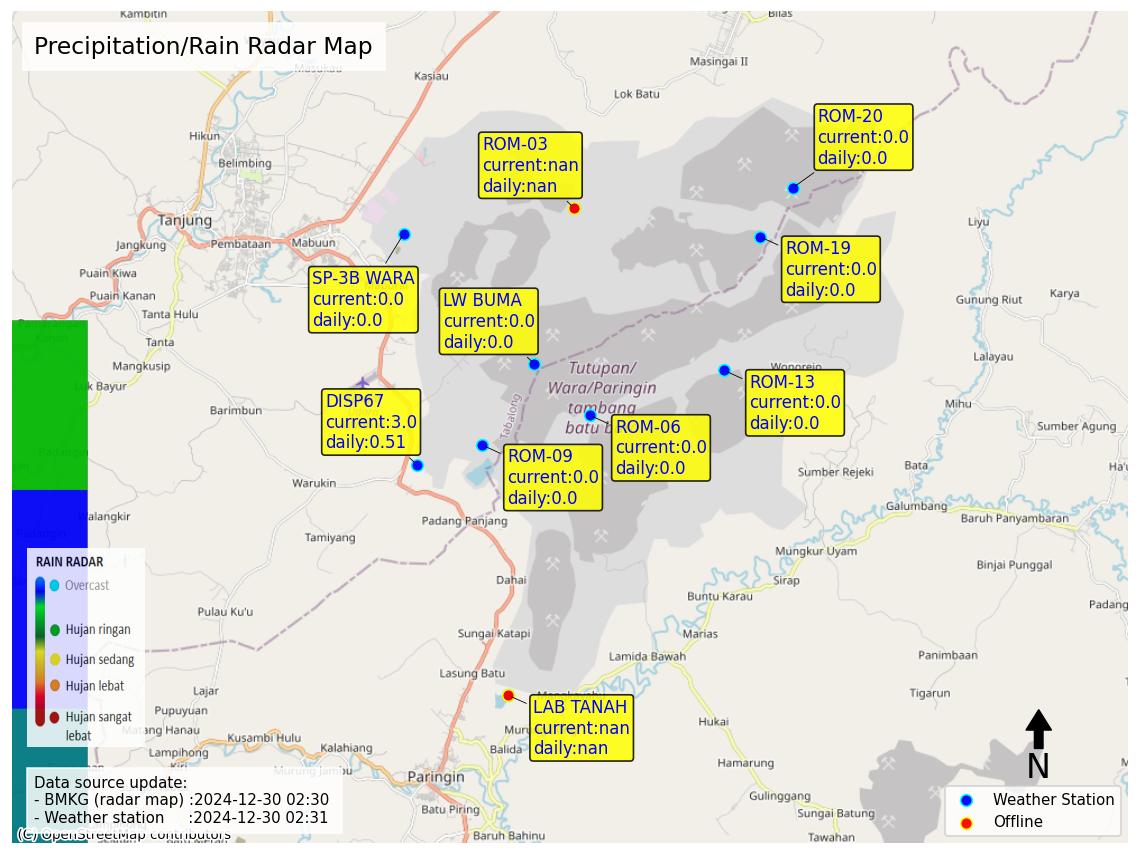 Precipitation/Rain Radar Map
Kambitin
Bilas
Masingai II
Kasiau
Lok Batu
Hikun
Belimbing
ROM-03
current:nan
daily:nan
ROM-20
current:0.0
daily:0.0
Tanjung
Jangkung
Pembataan
Mabuun
Liyu
ROM-19
current:0.0
daily:0.0
Puain Kiwa
Puain Kanan
SP-3B WARA
current:0.0
daily:0.0
LW BUMA
current:0.0
daily:0.0
Gunung Riut
Karya
Tanta Hulu
Tanta
Mangkusip
Luk Bayur
Lalayau
Wonorejo
Tutupan/
Wara/Paringin
tambang
batu b
ROM-13
current:0.0
daily:0.0
DISP67
current:3.0
daily:0.51
Barimbun
Tabalong
Mihu
ROM-06
current:0.0
daily:0.0
Sumber Agung
ROM-09
current:0.0
daily:0.0
Bata
Sumber Rejeki
Warukin
Galumbang
Padang Panjang
Baruh Panyambaran
Walangkir
Tamiyang
Mungkur Uyam
Binjai Punggal
RAIN RADAR
Overcast
Hujan ringan
Hujan sedang
Hujan lebat
Hujan sangat
lebat
Dahai
Sirap
Buntu Karau
Padang
Pulau Ku'u
Sungai Katapi
Marias
Lamida Bawah
Panimbaan
Lasung Batu
Lajar
Tigarun
LAB TANAH
current:nan
daily:nan
Pupuyuan
Matang Hanau
Hukai
Kusambi Hulu
Kalahiang
Balida
Lampihong
Murung Jambu
Hamarung
N
Paringin
Gulinggang
Batu Piring
Sungai Batung
Baruh Bahinu
Tawahan
Data source update:
- BMKG (radar map) :2024-12-30 02:30
- Weather station :2024-12-30 02:31
(C) OpenStreetMap contributors
Weather Station
Offline